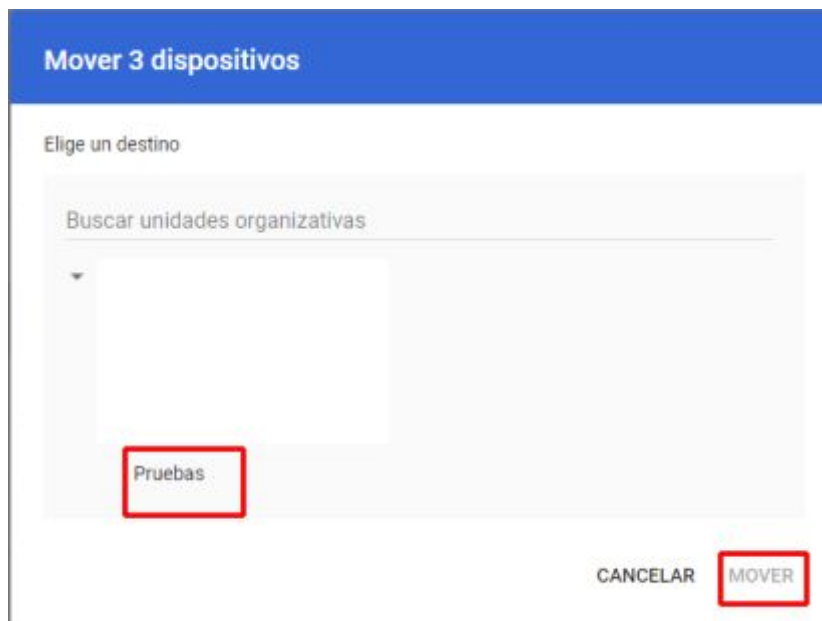 Mover 3 dispositivos
Elige un destino
Buscar unidades organizativas
Pruebas
CANCELAR MOVER